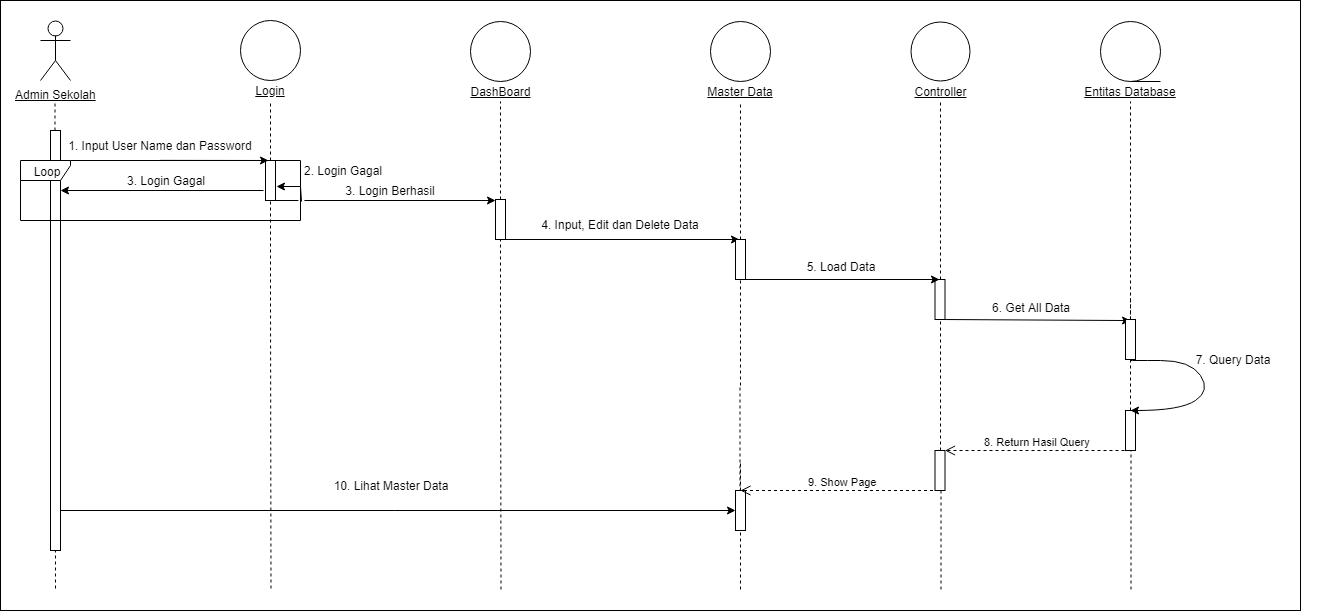 Admin Sekolah
Login
DashBoard
Master Data
Controller
Entitas Database
1. Input User Name dan Password
Loop
2. Login Gagal
3. Login Gagal
3. Login Berhasil
4. Input, Edit dan Delete Data
5. Load Data
6. Get All Data
7. Query Data
8. Return Hasil Query
9. Show Page
10. Lihat Master Data